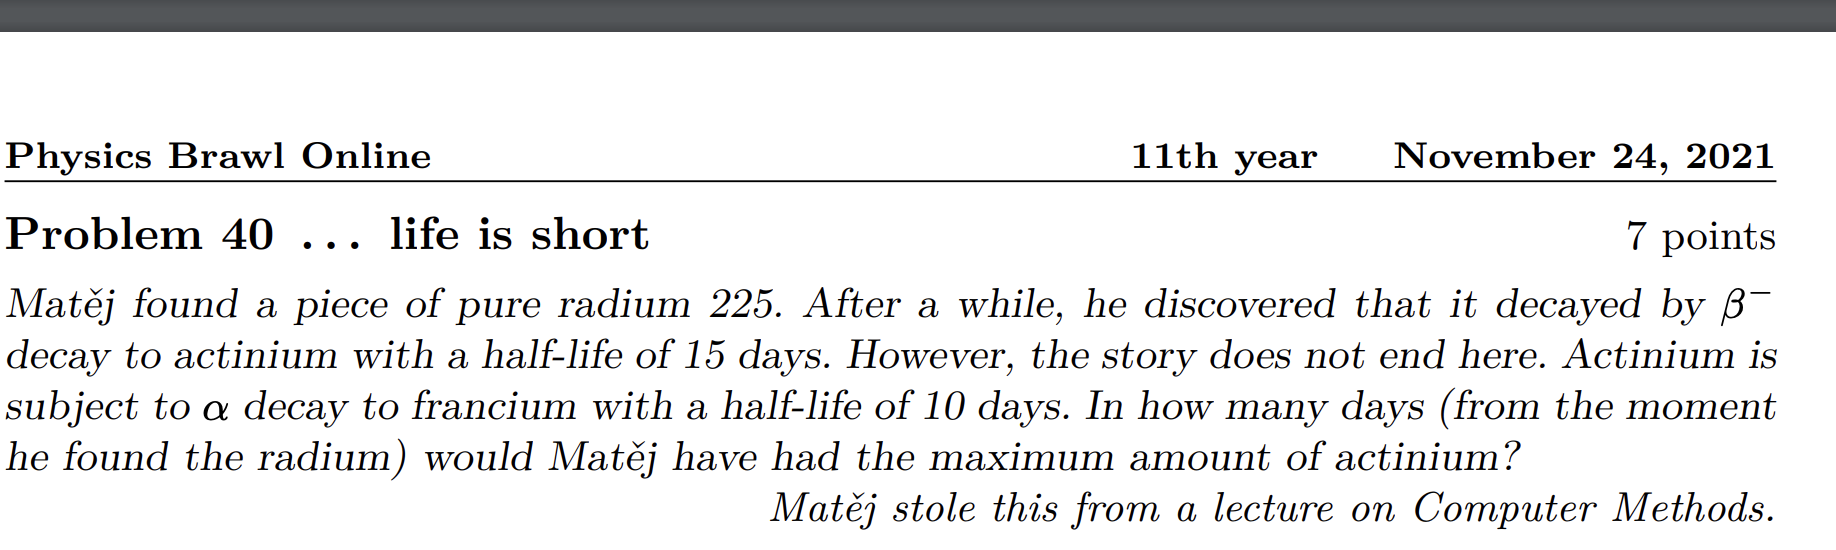 Physics Brawl Online 11th year November 24, 2021
Problem 40 ... life is short 7 points
Matěj found a piece of pure radium 225. After a while, he discovered that it decayed by β⁻
decay to actinium with a half-life of 15 days. However, the story does not end here. Actinium is
subject to α decay to francium with a half-life of 10 days. In how many days (from the moment
he found the radium) would Matěj have had the maximum amount of actinium?
Matěj stole this from a lecture on Computer Methods.